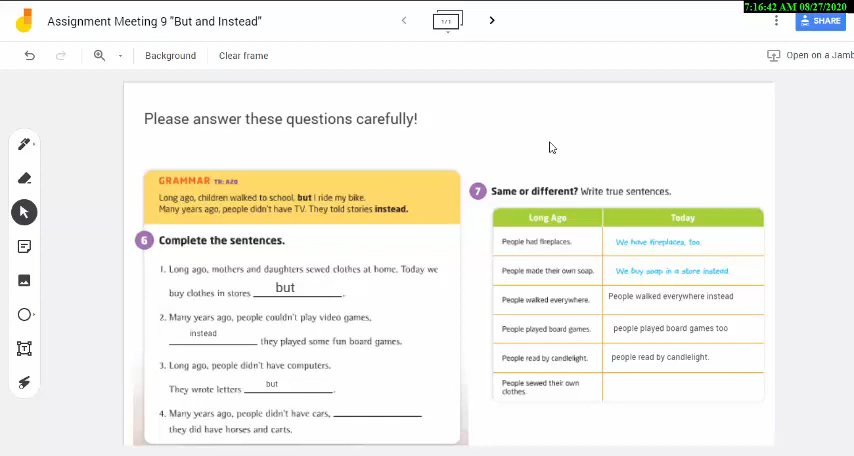 7:16:42 AM 08/27/2020
Assignment Meeting 9 "But and Instead"
1/1
SHARE
Background
Clear frame
Open on a Jamb
Please answer these questions carefully!
GRAMMAR TR: A20
Long ago, children walked to school, but I ride my bike.
Many years ago, people didn't have TV. They told stories instead.
6 Complete the sentences.
1. Long ago, mothers and daughters sewed clothes at home. Today we
buy clothes in stores but.
2. Many years ago, people couldn't play video games,
instead they played some fun board games.
3. Long ago, people didn't have computers.
They wrote letters but.
4. Many years ago, people didn't have cars,
they did have horses and carts.
7 Same or different? Write true sentences.
Long Ago Today
People had fireplaces. We have fireplaces, too.
People made their own soap. We buy soap in a store instead.
People walked everywhere. People walked everywhere instead
People played board games. people played board games too
People read by candlelight. people read by candlelight.
People sewed their own
clothes.